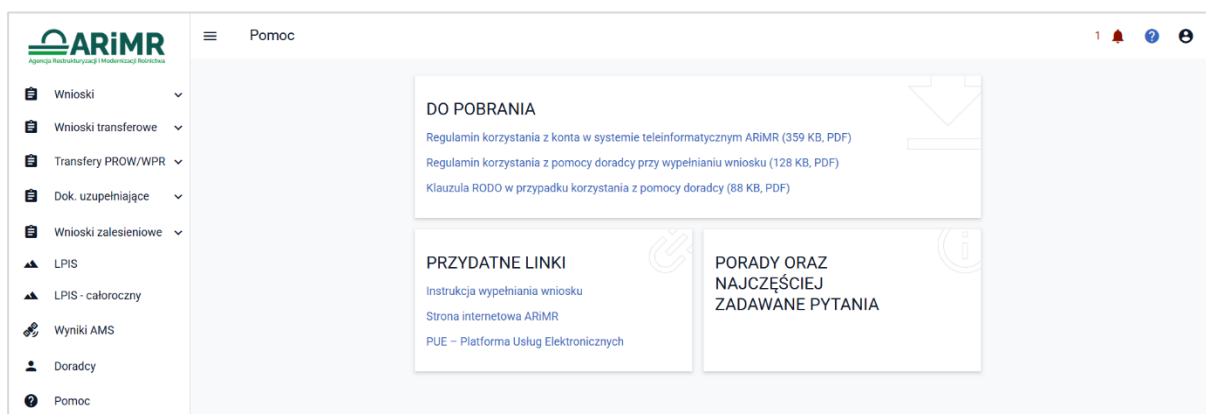 ARiMR
Agencja Restrukturyzacji i Modernizacji Rolnictwa
Pomoc
1
Wnioski
Wnioski transferowe
Transfery PROW/WPR
Dok. uzupełniające
Wnioski zalesieniowe
LPIS
LPIS - całoroczny
Wyniki AMS
Doradcy
Pomoc
DO POBRANIA
Regulamin korzystania z konta w systemie teleinformatycznym ARiMR (359 KB, PDF)
Regulamin korzystania z pomocy doradcy przy wypełnianiu wniosku (128 KB, PDF)
Klauzula RODO w przypadku korzystania z pomocy doradcy (88 KB, PDF)
PRZYDATNE LINKI
Instrukcja wypełniania wniosku
Strona internetowa ARiMR
PUE – Platforma Usług Elektronicznych
PORADY ORAZ
NAJCZĘŚCIEJ
ZADAWANE PYTANIA